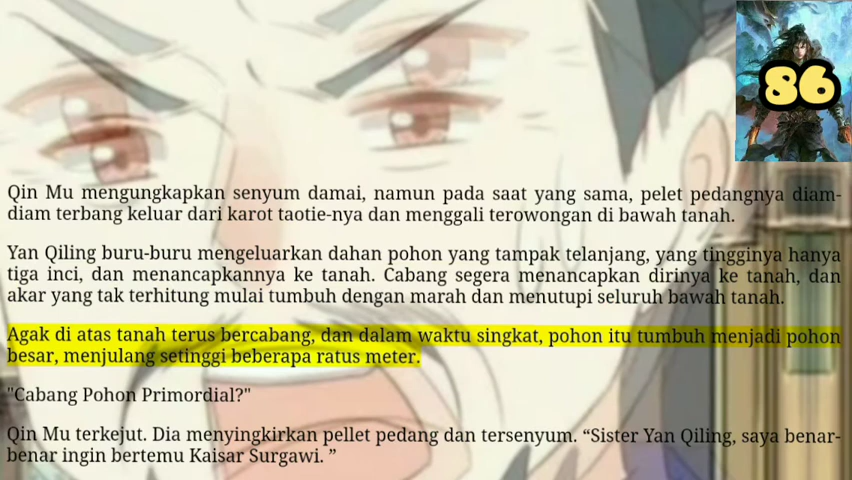 86
Qin Mu mengungkapkan senyum damai, namun pada saat yang sama, pelet pedangnya diam-
diam terbang keluar dari karot taotie-nya dan menggali terowongan di bawah tanah.
Yan Qiling buru-buru mengeluarkan dahan pohon yang tampak telanjang, yang tingginya hanya
tiga inci, dan menancapkannya ke tanah. Cabang segera menancapkan dirinya ke tanah, dan
akar yang tak terhitung mulai tumbuh dengan marah dan menutupi seluruh bawah tanah.
Agak di atas tanah terus bercabang, dan dalam waktu singkat, pohon itu tumbuh menjadi pohon
besar, menjulang setinggi beberapa ratus meter.
"Cabang Pohon Primordial?"
Qin Mu terkejut. Dia menyingkirkan pellet pedang dan tersenyum. “Sister Yan Qiling, saya benar-
benar ingin bertemu Kaisar Surgawi. ”